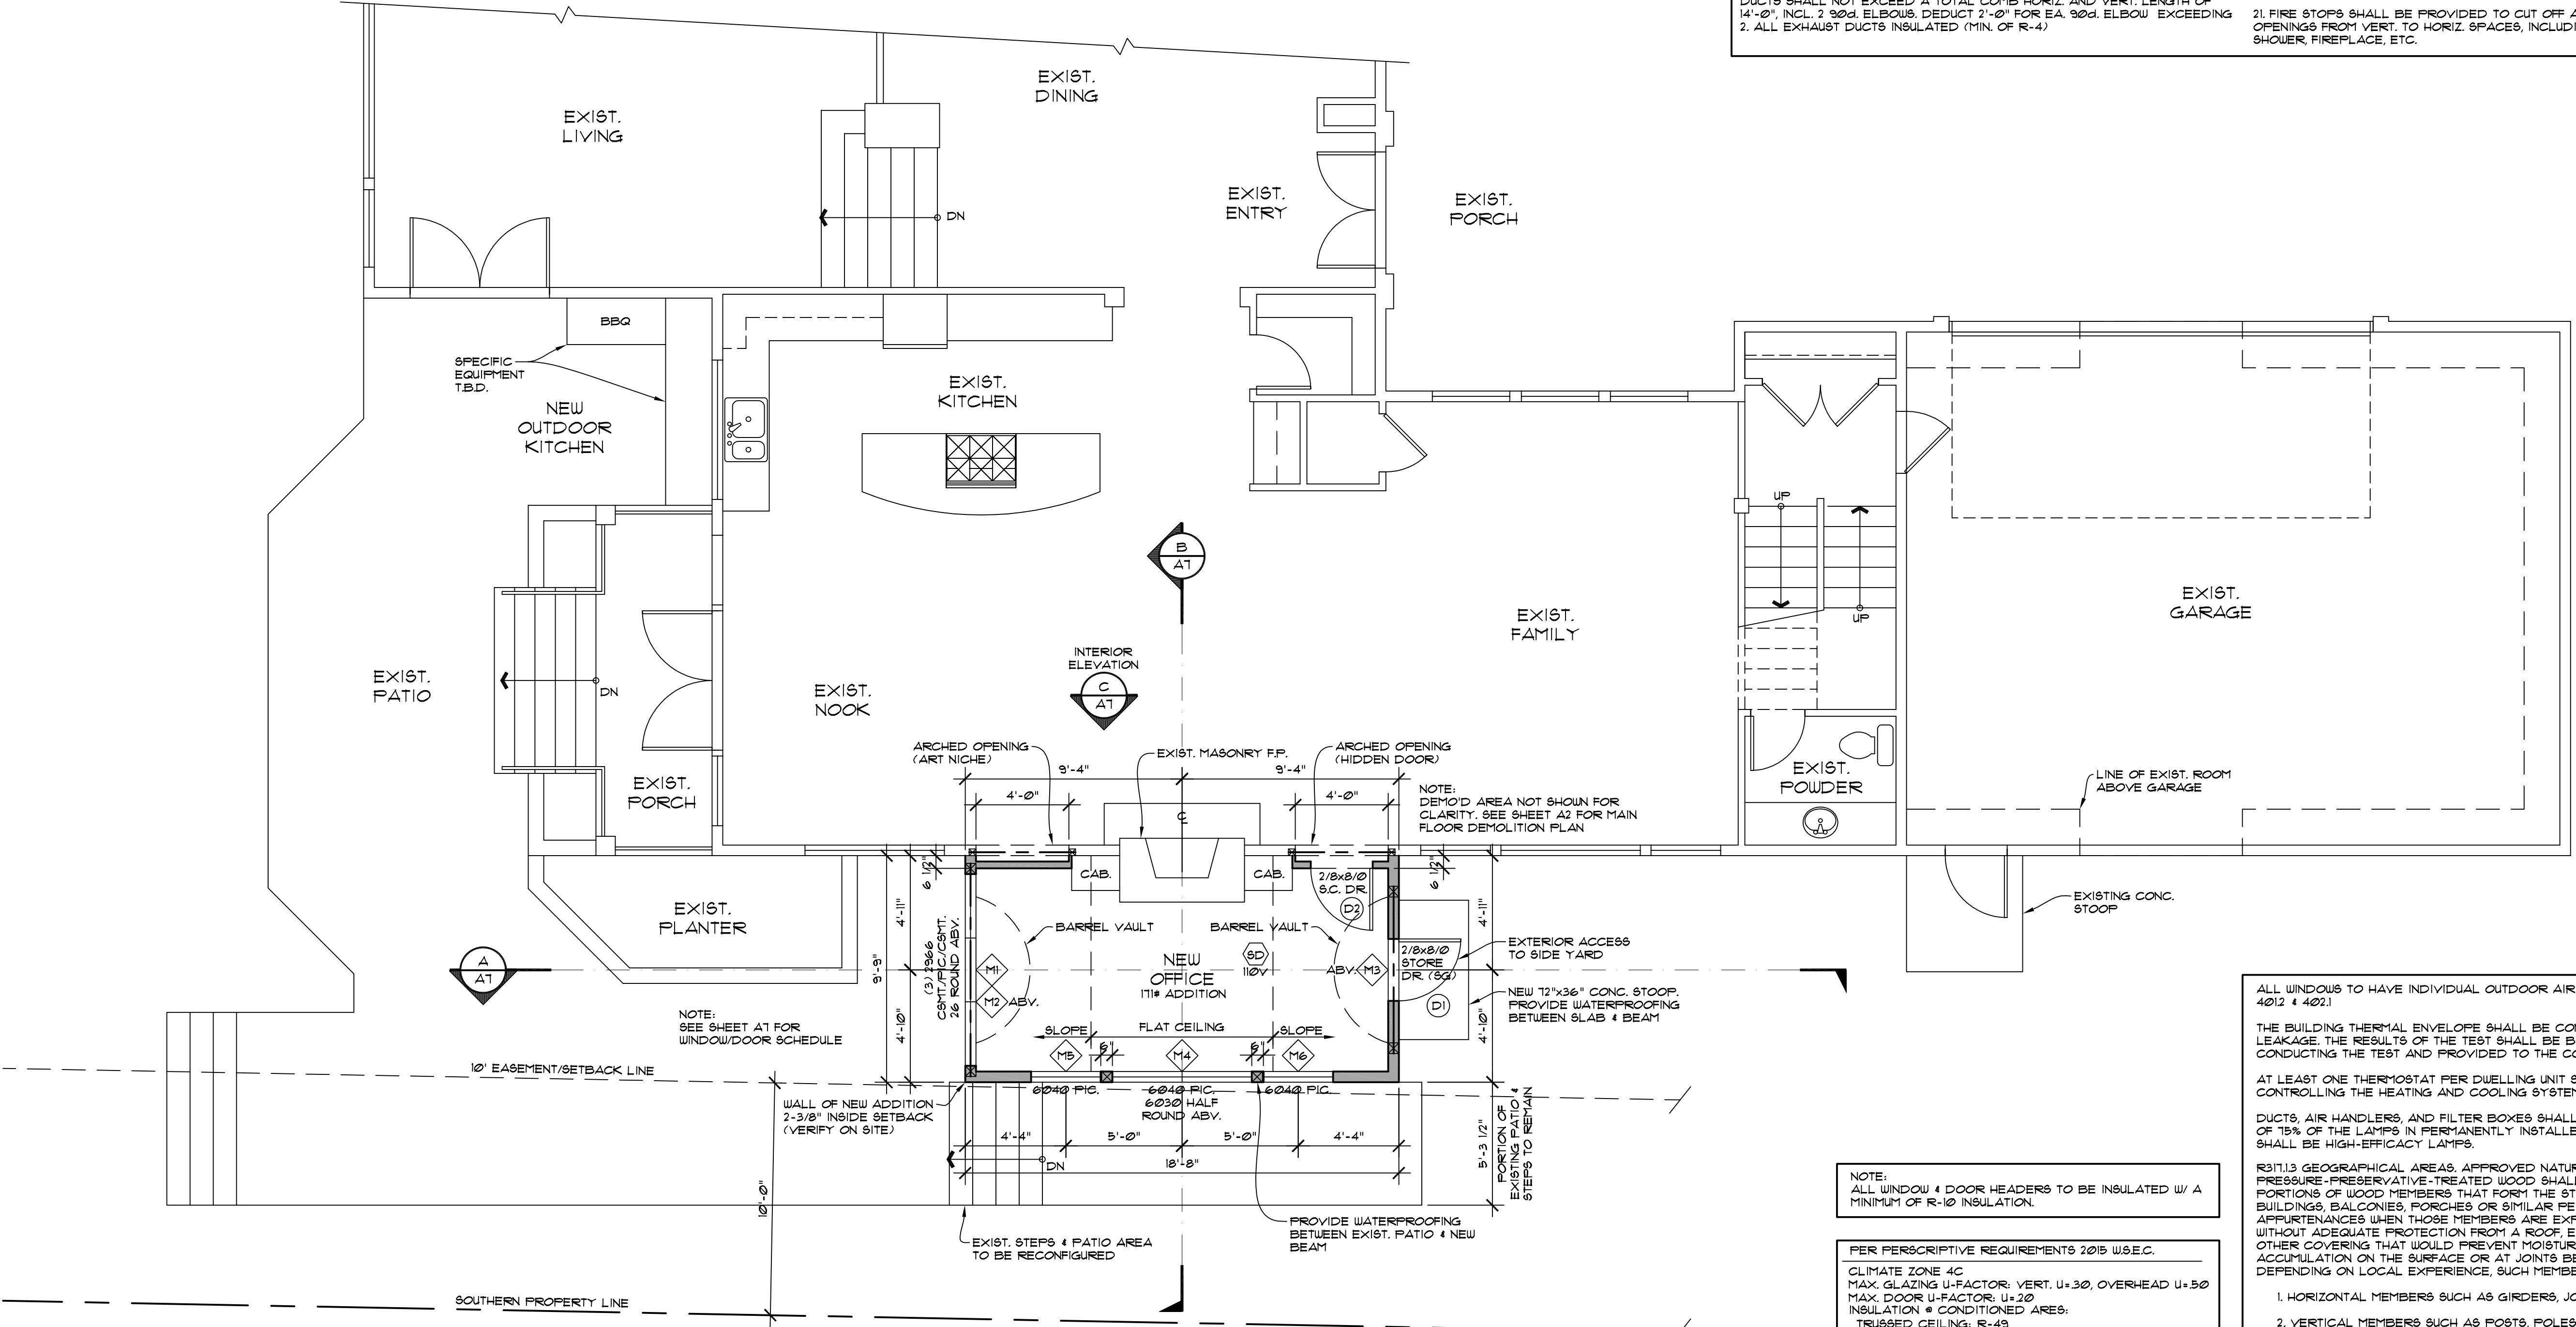 DUCTS SHALL NOT EXCEED A TOTAL COMB HORIZ. AND VERT. LENGTH OF
14'-0", INCL. 2 90d. ELBOWS. DEDUCT 2'-0" FOR EA. 90d. ELBOW EXCEEDING
2. ALL EXHAUST DUCTS INSULATED (MIN. OF R-4)
21. FIRE STOPS SHALL BE PROVIDED TO CUT OFF
OPENINGS FROM VERT. TO HORIZ. SPACES,
SHOWER, FIREPLACE, ETC.
EXIST.
LIVING
EXIST.
DINING
EXIST.
ENTRY
EXIST.
PORCH
DN
BBQ
SPECIFIC
EQUIPMENT
T.B.D.
NEW
OUTDOOR
KITCHEN
EXIST.
KITCHEN
B
A7
UP
UP
EXIST.
GARAGE
EXIST.
FAMILY
INTERIOR
ELEVATION
C
A7
EXIST.
PATIO
DN
EXIST.
NOOK
EXIST.
PORCH
ARCHED OPENING
(ART NICHE)
EXIST. MASONRY F.P.
ARCHED OPENING
(HIDDEN DOOR)
9'-4"
9'-4"
4'-0"
4'-0"
C
NOTE:
DEMO'D AREA NOT SHOWN FOR
CLARITY. SEE SHEET A2 FOR MAIN
FLOOR DEMOLITION PLAN
EXIST.
POWDER
LINE OF EXIST. ROOM
ABOVE GARAGE
6 1/2"
CAB.
CAB.
2/8x8/0
S.C. DR.
D2
6 1/2"
EXISTING CONC.
STOOP
EXIST.
PLANTER
4'-11"
9'-9"
4'-10"
(3) 2966
CSMT/PIC/CSMT.
26 ROUND ABV.
BARREL VAULT
BARREL VAULT
4'-11"
A
A7
M1
M2 ABV.
NEW
OFFICE
171# ADDITION
SD
110V
ABV. M3
2/8x8/0
STORE
DR. (SG)
D1
EXTERIOR ACCESS
TO SIDE YARD
NEW 72"x36" CONC. STOOP.
PROVIDE WATERPROOFING
BETWEEN SLAB & BEAM
4'-10"
NOTE:
SEE SHEET A7 FOR
WINDOW/DOOR SCHEDULE
SLOPE
FLAT CEILING
SLOPE
M5
6"
M4
6"
M6
10' EASEMENT/SETBACK LINE
WALL OF NEW ADDITION
2-3/8" INSIDE SETBACK
(VERIFY ON SITE)
6040 PIC.
6040 PIC.
6030 HALF
ROUND ABV.
6040 PIC.
4'-4"
5'-0"
5'-0"
4'-4"
DN
18'-8"
5'-3 1/2"
PORTION OF
EXISTING PATIO &
STEPS TO REMAIN
10'-0"
EXIST. STEPS & PATIO AREA
TO BE RECONFIGURED
PROVIDE WATERPROOFING
BETWEEN EXIST. PATIO & NEW
BEAM
SOUTHERN PROPERTY LINE
NOTE:
ALL WINDOW & DOOR HEADERS TO BE INSULATED W/ A
MINIMUM OF R-10 INSULATION.
PER PERSCRIPTIVE REQUIREMENTS 2015 W.S.E.C.
CLIMATE ZONE 4C
MAX. GLAZING U-FACTOR: VERT. U=.30, OVERHEAD U=.50
MAX. DOOR U-FACTOR: U=.20
INSULATION @ CONDITIONED ARES:
TRUSSED CEILING: R-49
ALL WINDOWS TO HAVE INDIVIDUAL OUTDOOR AIR
401.2 & 402.1
THE BUILDING THERMAL ENVELOPE SHALL BE
LEAKAGE. THE RESULTS OF THE TEST SHALL BE
CONDUCTING THE TEST AND PROVIDED TO THE
AT LEAST ONE THERMOSTAT PER DWELLING UNIT
CONTROLLING THE HEATING AND COOLING
DUCTS, AIR HANDLERS, AND FILTER BOXES
OF 75% OF THE LAMPS IN PERMANENTLY
SHALL BE HIGH-EFFICACY LAMPS.
R317.1.3 GEOGRAPHICAL AREAS. APPROVED
PRESSURE-PRESERVATIVE-TREATED WOOD
PORTIONS OF WOOD MEMBERS THAT FORM THE
BUILDINGS, BALCONIES, PORCHES OR SIMILAR
APPURTENANCES WHEN THOSE MEMBERS ARE
WITHOUT ADEQUATE PROTECTION FROM A ROOF,
OTHER COVERING THAT WOULD PREVENT
ACCUMULATION ON THE SURFACE OR AT JOINTS
DEPENDING ON LOCAL EXPERIENCE, SUCH
1. HORIZONTAL MEMBERS SUCH AS GIRDERS,
2. VERTICAL MEMBERS SUCH AS POSTS,